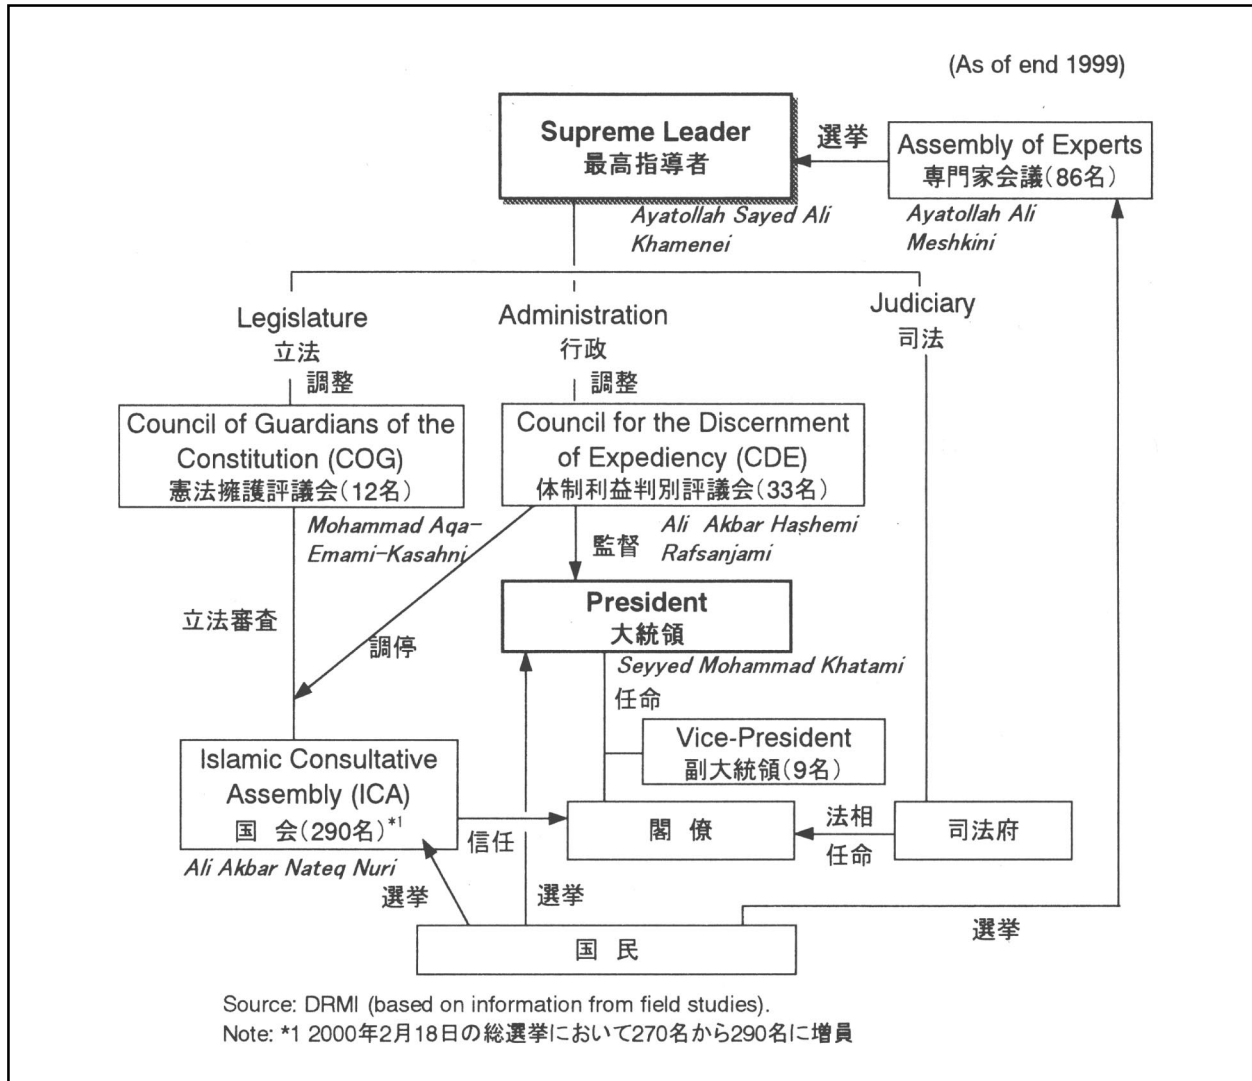 (As of end 1999)
Supreme Leader
最高指導者
選挙
Assembly of Experts
専門家会議(86名)
Ayatollah Sayed Ali
Khamenei
Ayatollah Ali
Meshkini
Legislature
立法
調整
Administration
行政
調整
Judiciary
司法
Council of Guardians of the
Constitution (COG)
憲法擁護評議会(12名)
Council for the Discernment
of Expediency (CDE)
体制利益判別評議会(33名)
Mohammad Aqa-
Emami-Kasahni
監督
Ali Akbar Hashemi
Rafsanjami
President
大統領
立法審査
調停
Seyyed Mohammad Khatami
任命
Vice-President
副大統領(9名)
Islamic Consultative
Assembly (ICA)
国 会(290名)*1
信任
閣 僚
法相
任命
司法府
Ali Akbar Nateq Nuri
選挙
選挙
選挙
国 民
Source: DRMI (based on information from field studies).
Note: *1 2000年2月18日の総選挙において270名から290名に増員